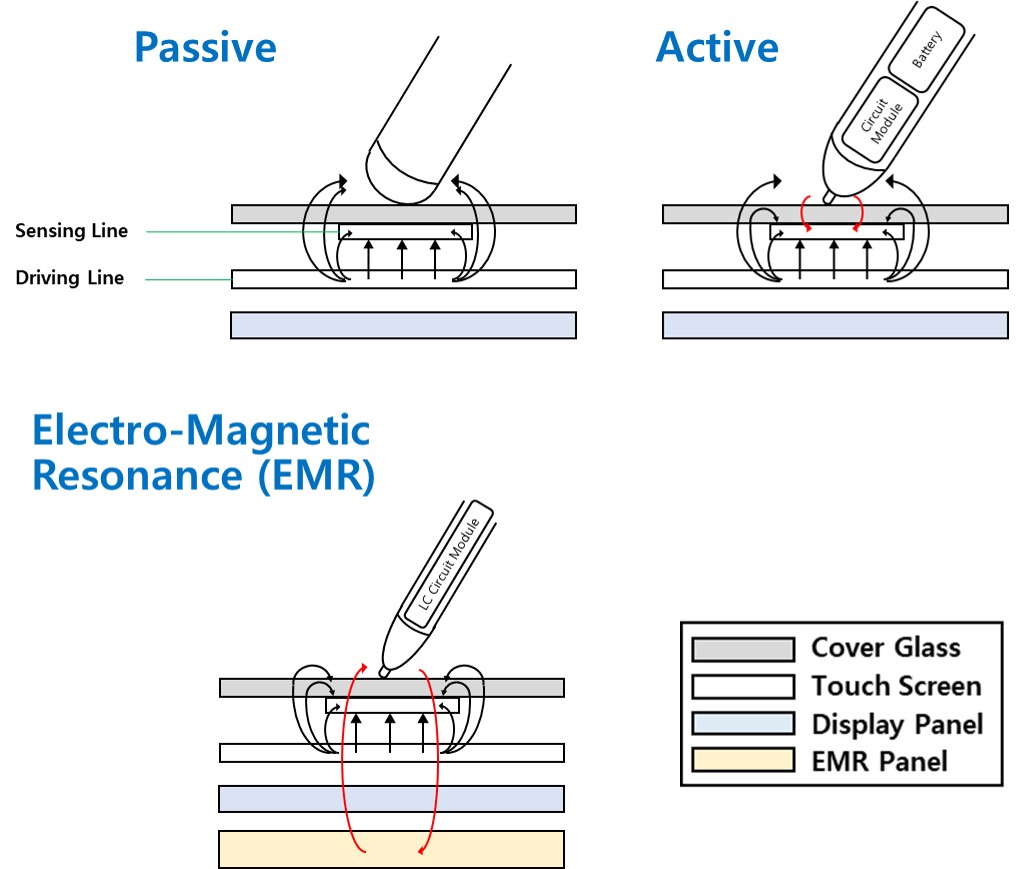 Passive
Active
Battery
Circuit
Module
Sensing Line
Driving Line
Electro-Magnetic
Resonance (EMR)
LC Circuit Module
Cover Glass
Touch Screen
Display Panel
EMR Panel